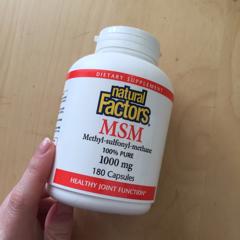 DIETARY SUPPLEMENT
natural
Factors®
MSM
Methyl-sulfonyl-methane
100% PURE
1000 mg
180 Capsules
HEALTHY JOINT FUNCTION*